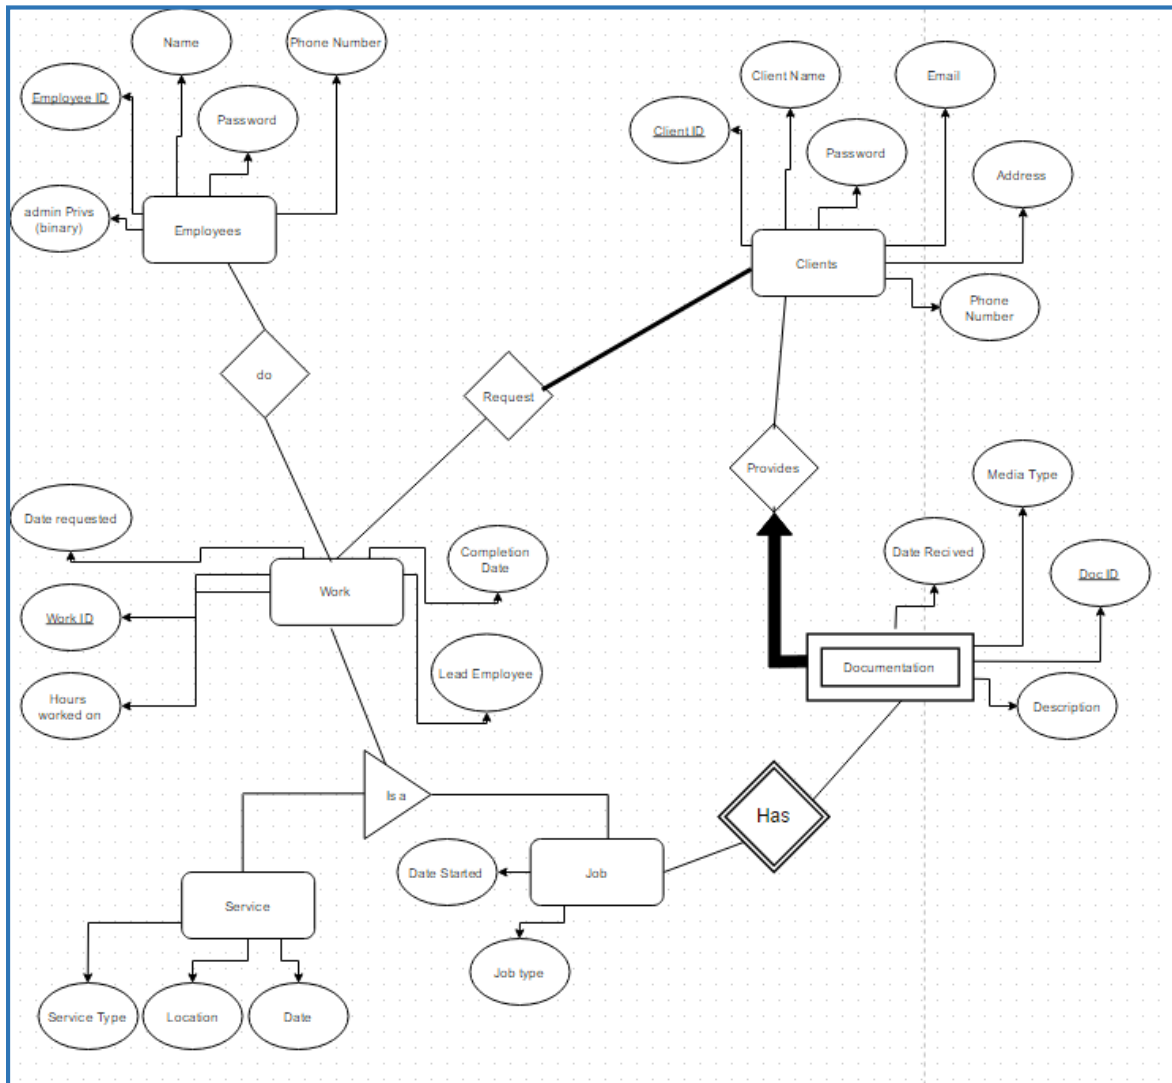 Name
Phone Number
Employee ID
Password
admin Privs
(binary)
Employees
Client Name
Email
Client ID
Password
Address
Clients
Phone
Number
do
Request
Provides
Media Type
Date requested
Completion
Date
Date Recived
Doc ID
Work
Work ID
Lead Employee
Documentation
Hours
worked on
Description
Is a
Has
Date Started
Job
Service
Job type
Service Type
Location
Date